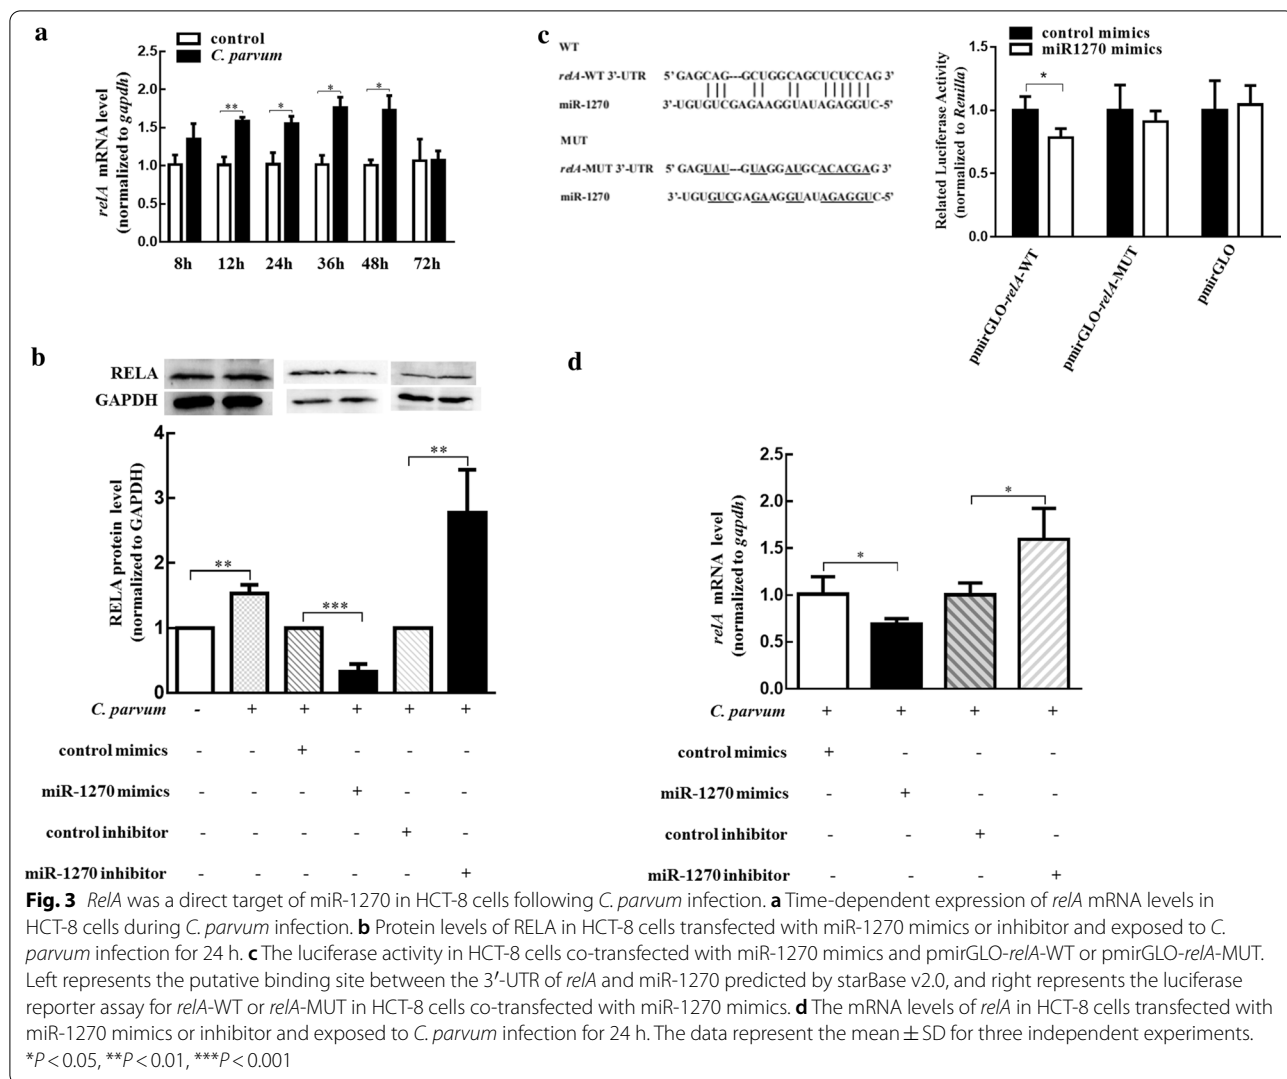 a
control
C. parvum
relA mRNA level
(normalized to gapdh)
2.5
2.0
1.5
1.0
0.5
0.0
** * * *
8h 12h 24h 36h 48h 72h
c
WT
relA-WT 3'-UTR 5' GAGCAG---GCUGGCAGCUCUCCAG 3'
miR-1270 3'-UGUGUCGAGAAGGUAUAGAGGUC-5'
MUT
relA-MUT 3'-UTR 5' GAGUAU---GUAGGAUGCACACGAG 3'
miR-1270 3'-UGUGUCGAGAAGGUAUAGAGGUC-5'
control mimics
miR1270 mimics
Related Luciferase Activity
(normalized to Renilla)
1.5
1.0
0.5
0.0
*
pmirGLO-relA-WT
pmirGLO-relA-MUT
pmirGLO
b
RELA
GAPDH
RELA protein level
(normalized to GAPDH)
4
3
2
1
0
** *** **
C. parvum - + + + + +
control mimics - - + - - -
miR-1270 mimics - - - + - -
control inhibitor - - - - + -
miR-1270 inhibitor - - - - - +
d
relA mRNA level
(normalized to gapdh)
2.5
2.0
1.5
1.0
0.5
0.0
* *
C. parvum + + + +
control mimics + - - -
miR-1270 mimics - + - -
control inhibitor - - + -
miR-1270 inhibitor - - - +
Fig. 3 RelA was a direct target of miR-1270 in HCT-8 cells following C. parvum infection. a Time-dependent expression of relA mRNA levels in
HCT-8 cells during C. parvum infection. b Protein levels of RELA in HCT-8 cells transfected with miR-1270 mimics or inhibitor and exposed to C.
parvum infection for 24 h. c The luciferase activity in HCT-8 cells co-transfected with miR-1270 mimics and pmirGLO-relA-WT or pmirGLO-relA-MUT.
Left represents the putative binding site between the 3′-UTR of relA and miR-1270 predicted by starBase v2.0, and right represents the luciferase
reporter assay for relA-WT or relA-MUT in HCT-8 cells co-transfected with miR-1270 mimics. d The mRNA levels of relA in HCT-8 cells transfected with
miR-1270 mimics or inhibitor and exposed to C. parvum infection for 24 h. The data represent the mean ± SD for three independent experiments.
*P < 0.05, **P < 0.01, ***P < 0.001